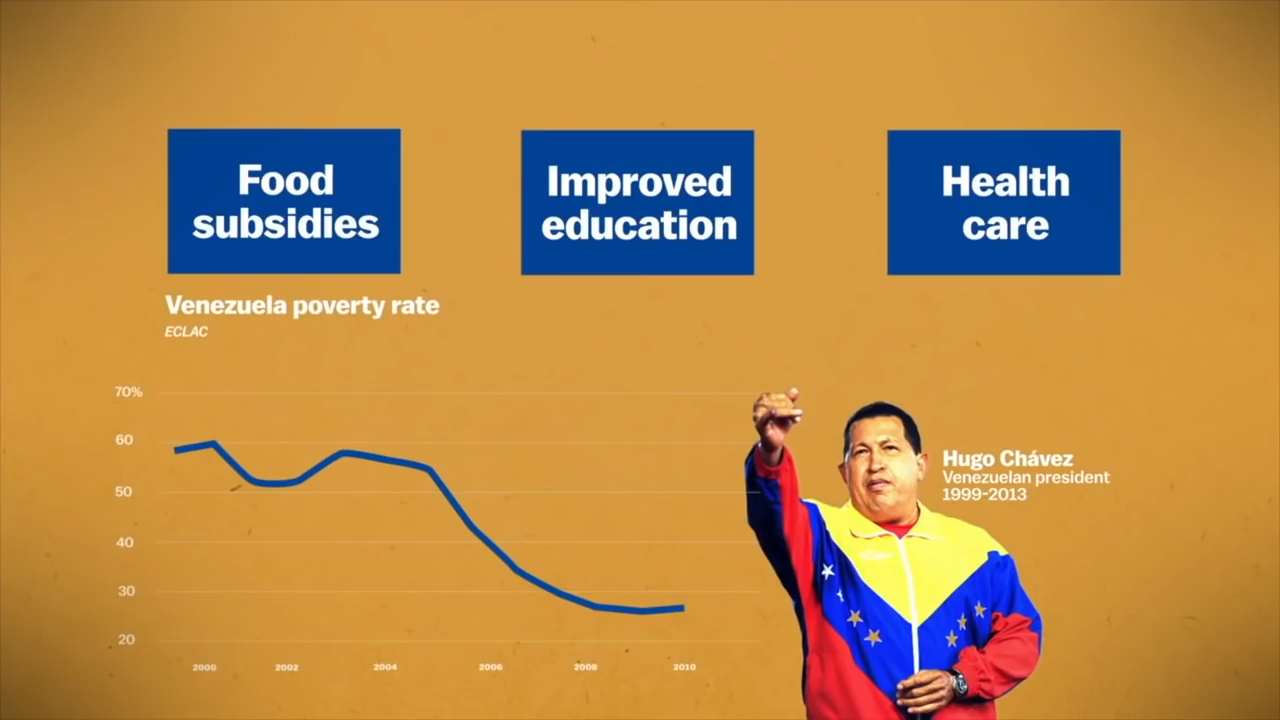 Food
subsidies
Improved
education
Health
care
Venezuela poverty rate
ECLAC
70%
60
50
40
30
20
2000
2002
2004
2006
2008
2010
Hugo Chávez
Venezuelan president
1999-2013